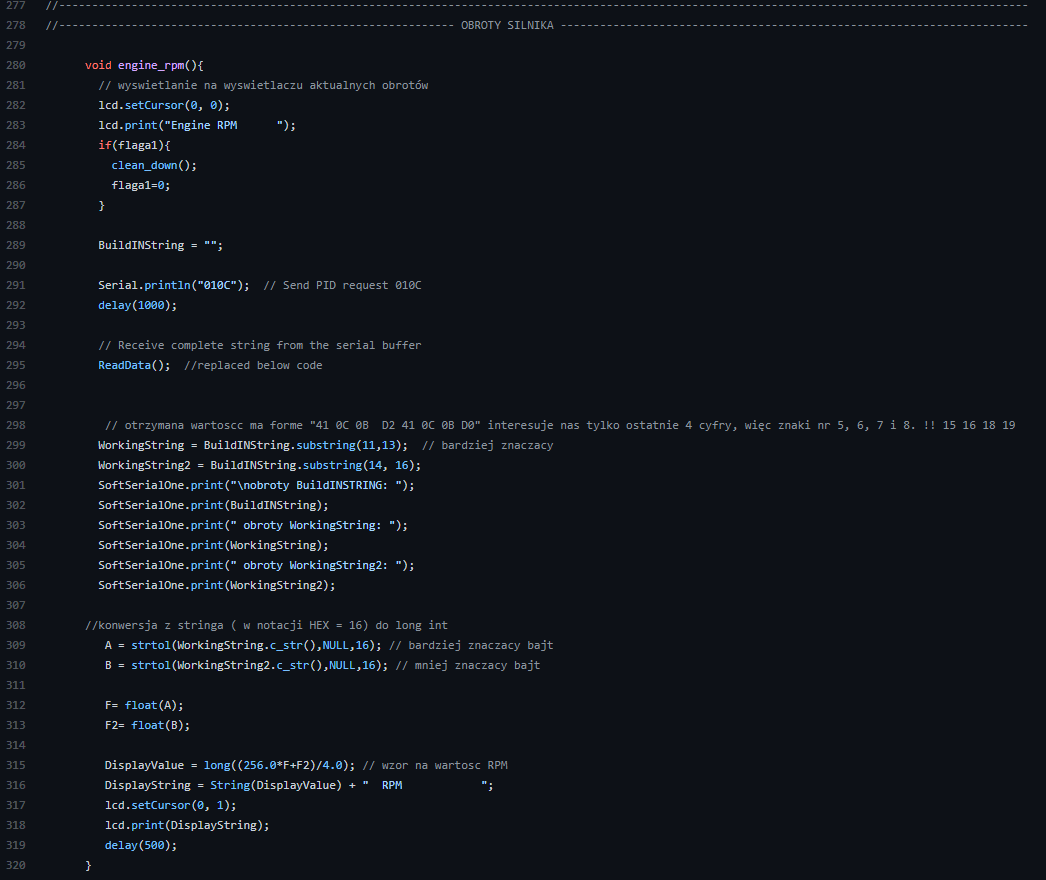 277 //---------------------------------------------------------------------------------------------------------------------------------------------------
278 //------------------------------------------------------------ OBROTY SILNIKA -----------------------------------------------------------------------
279
280 void engine_rpm(){
281 // wyswietlanie na wyswietlaczu aktualnych obrotów
282 lcd.setCursor(0, 0);
283 lcd.print("Engine RPM      ");
284 if(flaga1){
285 clean_down();
286 flaga1=0;
287 }
288
289 BuildINString = "";
290
291 Serial.println("010C");  // Send PID request 010C
292 delay(1000);
293
294 // Receive complete string from the serial buffer
295 ReadData();  //replaced below code
296
297
298 // otrzymana wartoscc ma forme "41 0C 0B  D2 41 0C 0B D0" interesuje nas tylko ostatnie 4 cyfry, więc znaki nr 5, 6, 7 i 8. !! 15 16 18 19
299 WorkingString = BuildINString.substring(11,13);  // bardziej znaczacy
300 WorkingString2 = BuildINString.substring(14, 16);
301 SoftSerialOne.print("\nobroty BuildINSTRING: ");
302 SoftSerialOne.print(BuildINString);
303 SoftSerialOne.print(" obroty WorkingString: ");
304 SoftSerialOne.print(WorkingString);
305 SoftSerialOne.print(" obroty WorkingString2: ");
306 SoftSerialOne.print(WorkingString2);
307
308 //konwersja z stringa ( w notacji HEX = 16) do long int
309 A = strtol(WorkingString.c_str(),NULL,16); // bardziej znaczacy bajt
310 B = strtol(WorkingString2.c_str(),NULL,16); // mniej znaczacy bajt
311
312 F= float(A);
313 F2= float(B);
314
315 DisplayValue = long((256.0*F+F2)/4.0); // wzor na wartosc RPM
316 DisplayString = String(DisplayValue) + "  RPM            ";
317 lcd.setCursor(0, 1);
318 lcd.print(DisplayString);
319 delay(500);
320 }